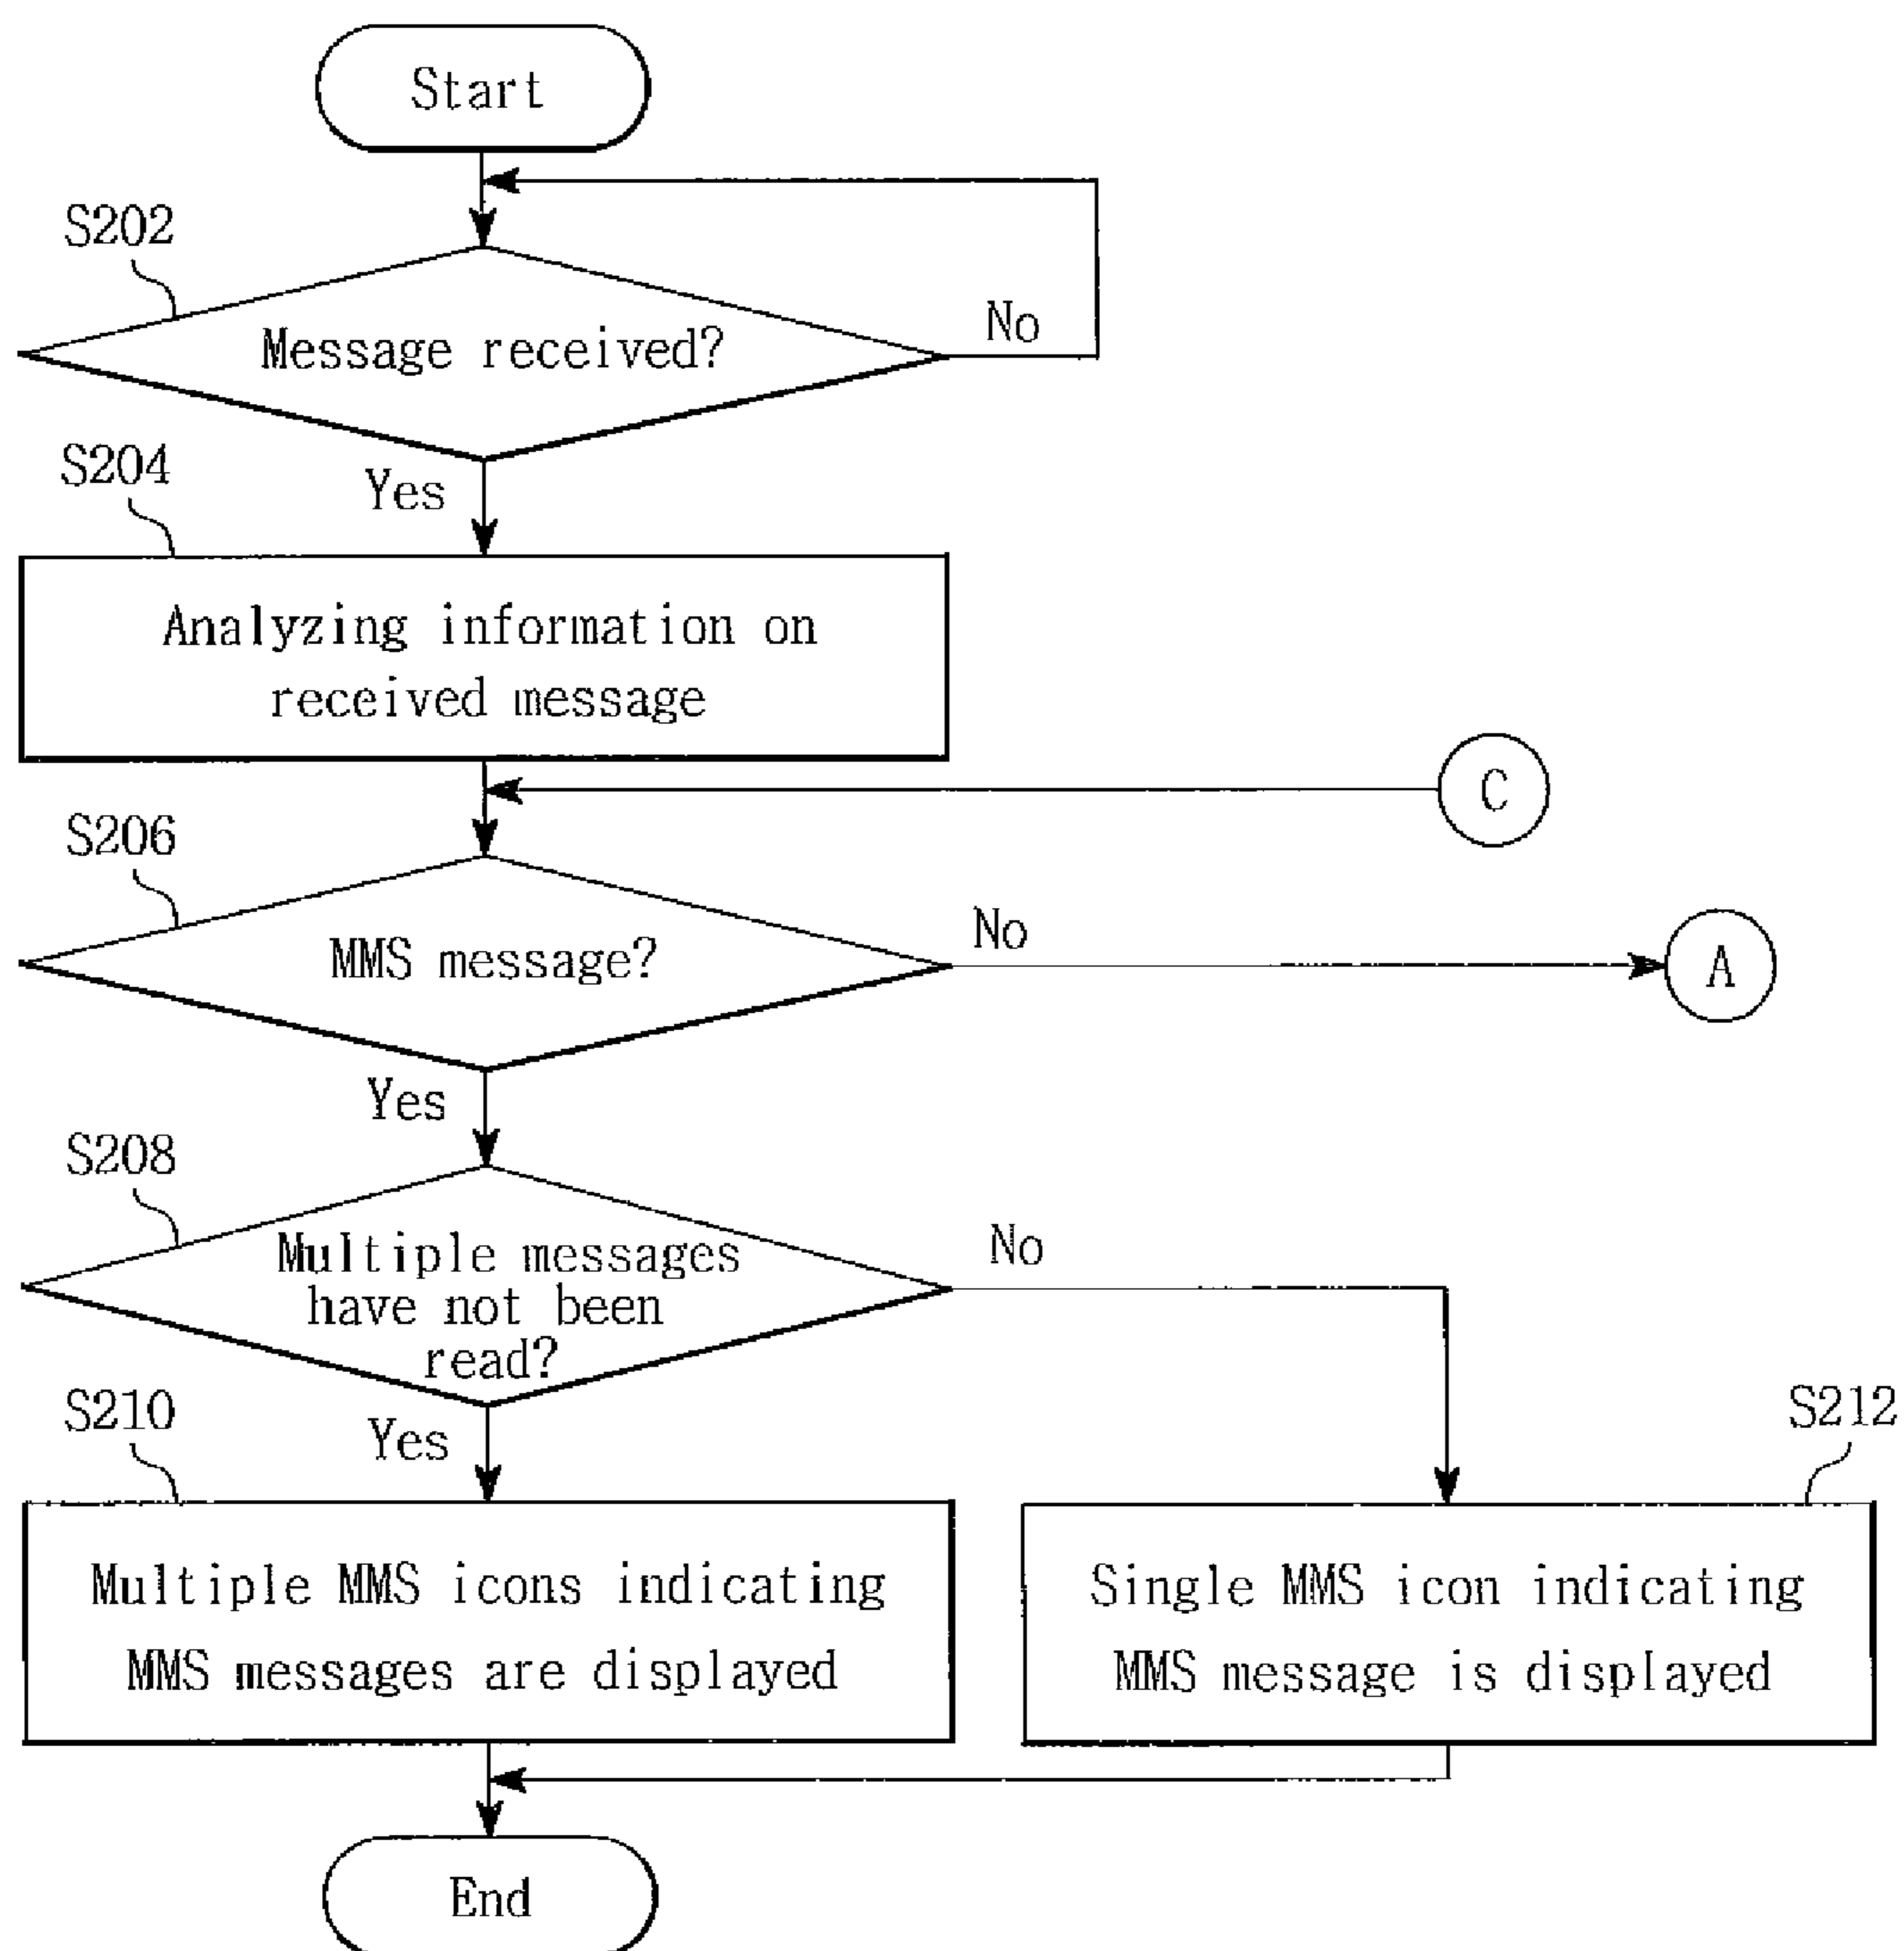 Start
S202
Message received?
No
S204
Yes
Analyzing information on
received message
C
S206
MMS message?
No
A
Yes
S208
Multiple messages
have not been
read?
No
S210
Yes
S212
Multiple MMS icons indicating
MMS messages are displayed
Single MMS icon indicating
MMS message is displayed
End